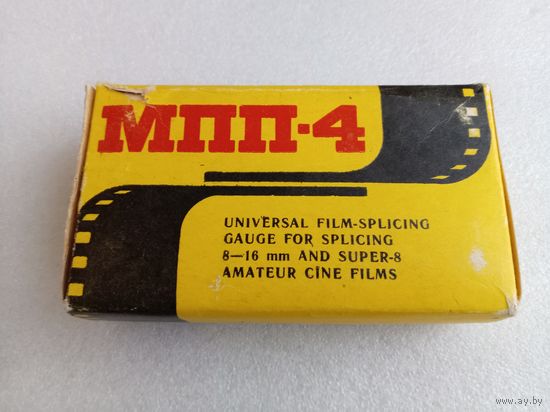 МПП-4
UNIVERSAL FILM-SPLICING
GAUGE FOR SPLICING
8—16 mm AND SUPER-8
AMATEUR CINE FILMS
© www.ay.by